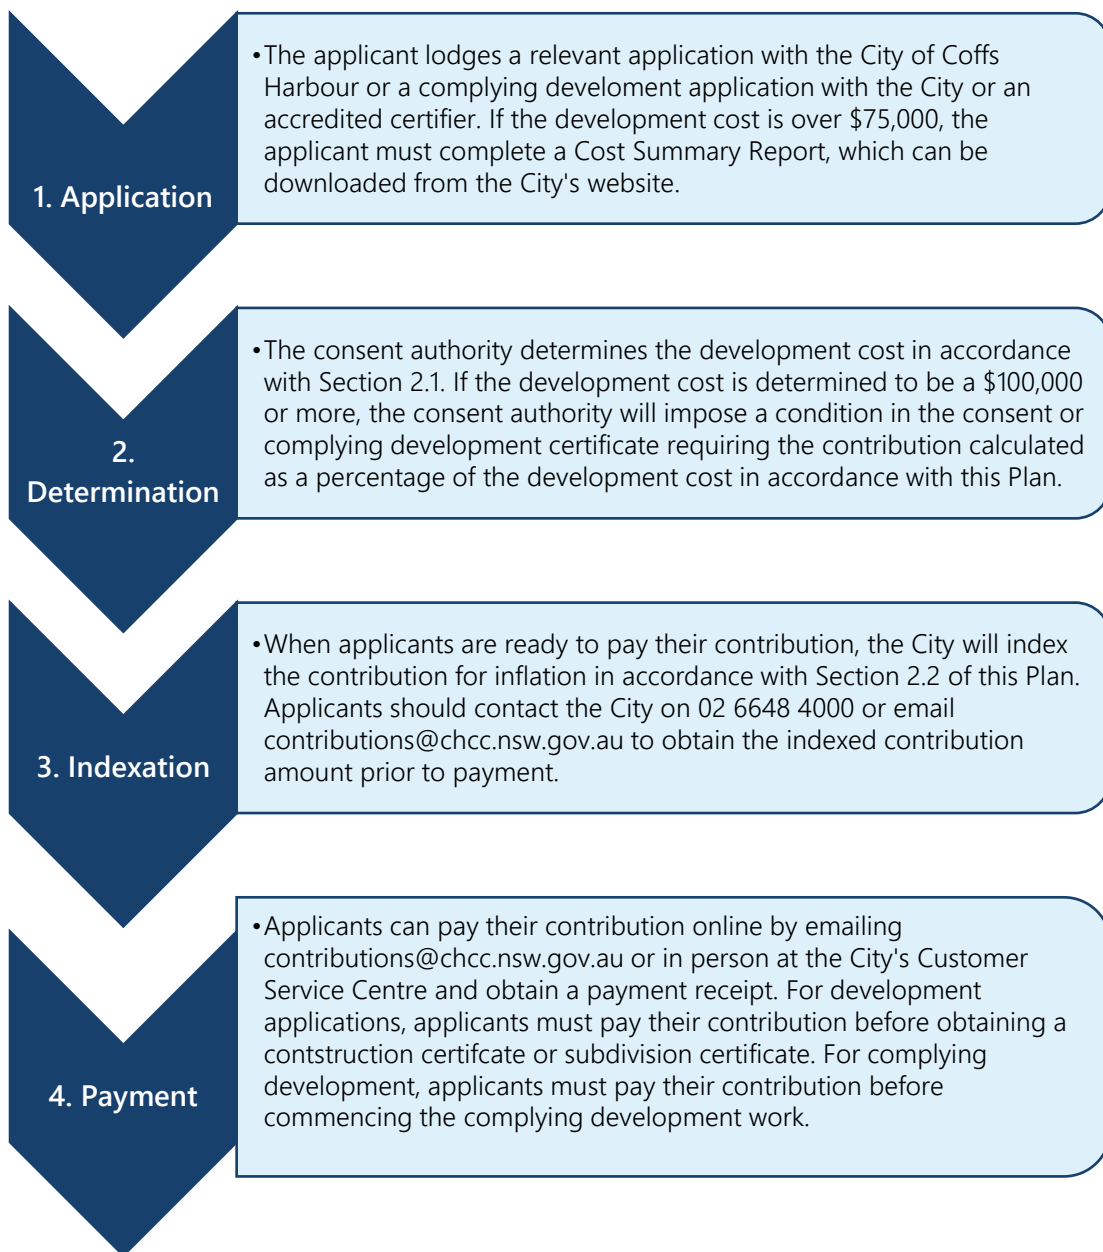 1. Application
•The applicant lodges a relevant application with the City of Coffs
Harbour or a complying develoment application with the City or an
accredited certifier. If the development cost is over $75,000, the
applicant must complete a Cost Summary Report, which can be
downloaded from the City's website.
2.
Determination
•The consent authority determines the development cost in accordance
with Section 2.1. If the development cost is determined to be a $100,000
or more, the consent authority will impose a condition in the consent or
complying development certificate requiring the contribution calculated
as a percentage of the development cost in accordance with this Plan.
3. Indexation
•When applicants are ready to pay their contribution, the City will index
the contribution for inflation in accordance with Section 2.2 of this Plan.
Applicants should contact the City on 02 6648 4000 or email
contributions@chcc.nsw.gov.au to obtain the indexed contribution
amount prior to payment.
4. Payment
•Applicants can pay their contribution online by emailing
contributions@chcc.nsw.gov.au or in person at the City's Customer
Service Centre and obtain a payment receipt. For development
applications, applicants must pay their contribution before obtaining a
contstruction certifcate or subdivision certificate. For complying
development, applicants must pay their contribution before
commencing the complying development work.